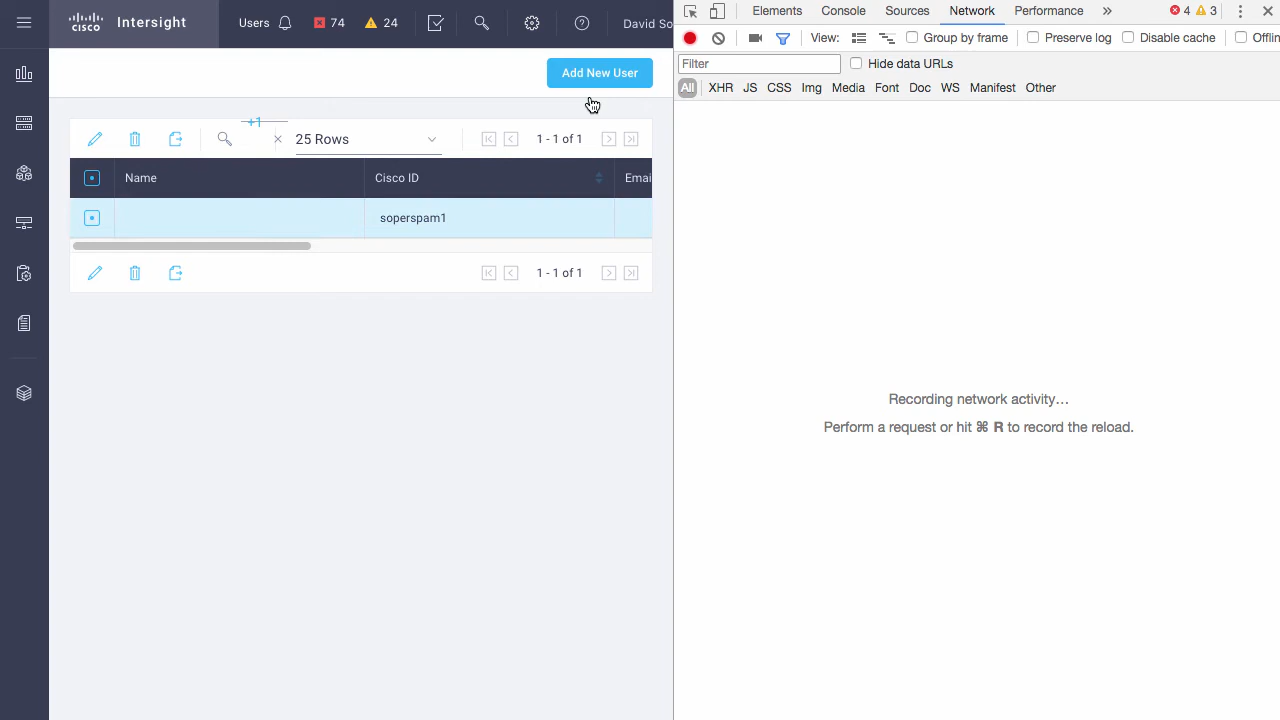 cisco Intersight Users 74 24 David So
Add New User
+1
25 Rows 1 - 1 of 1
Name Cisco ID Emai
soperspam1
1 - 1 of 1
Elements Console Sources Network Performance » 4 3
View: Group by frame Preserve log Disable cache Offlin
Filter Hide data URLs
All XHR JS CSS Img Media Font Doc WS Manifest Other
Recording network activity…
Perform a request or hit ⌘ R to record the reload.